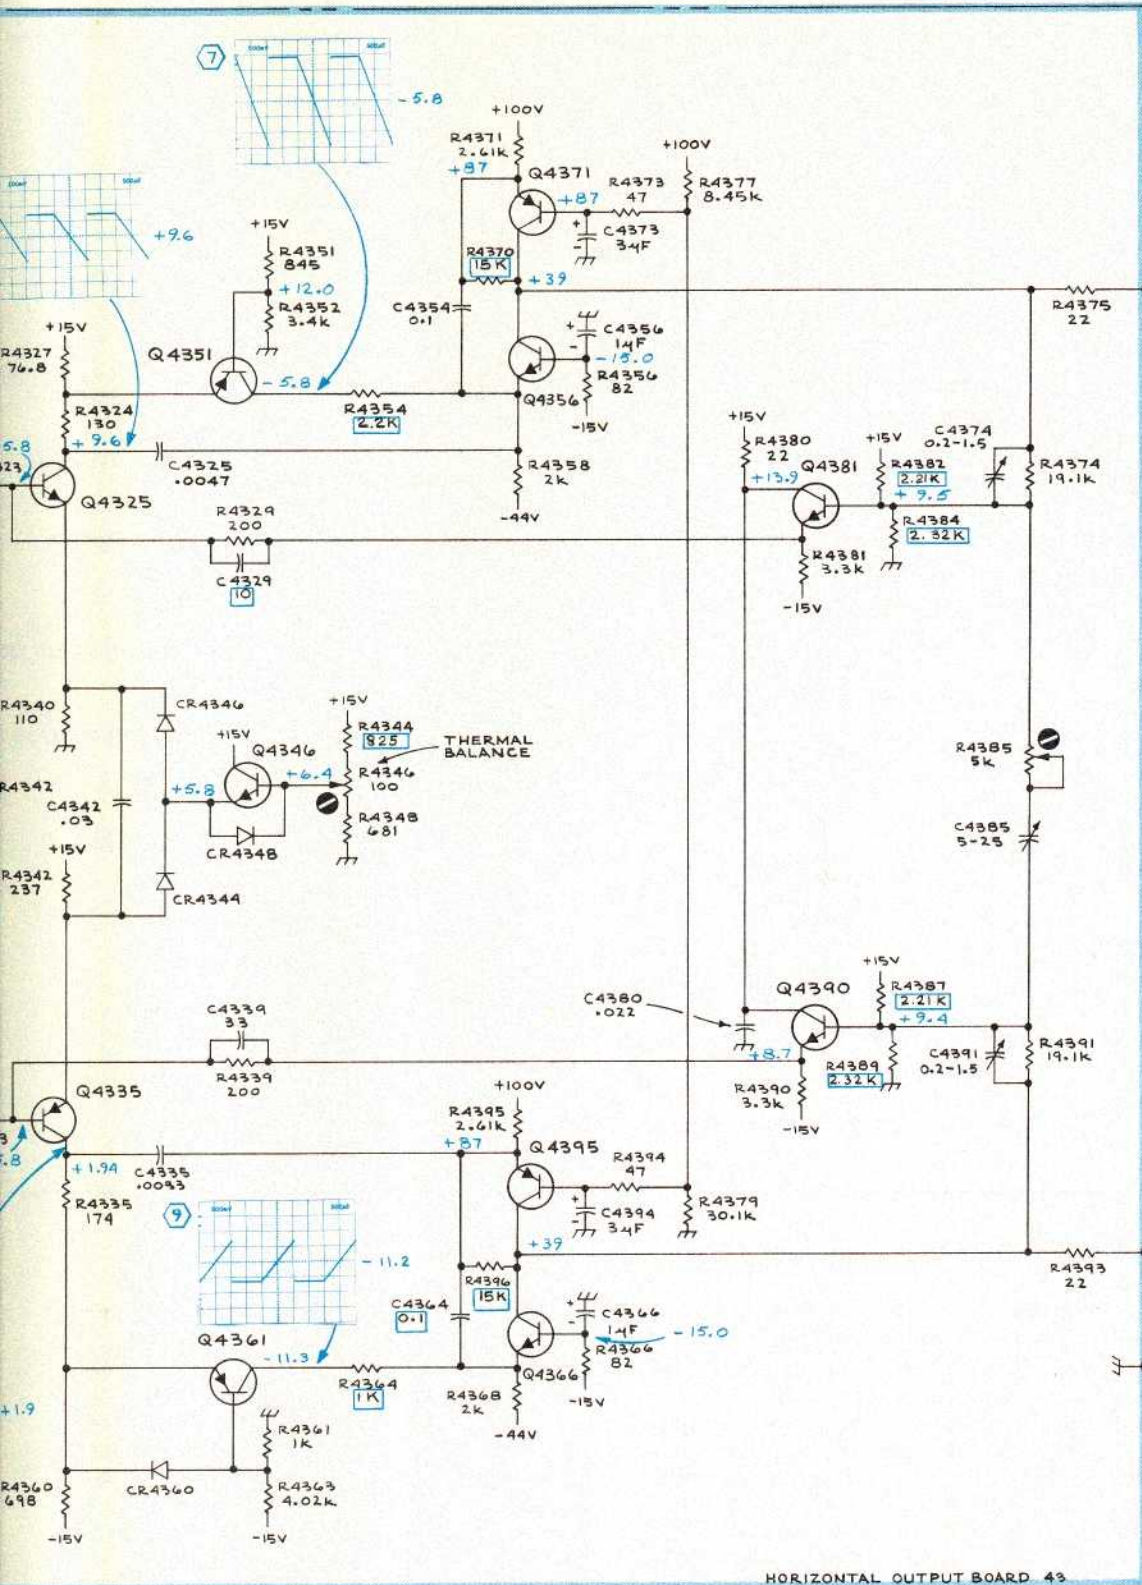 7
500mV
500µS
-5.8
+100V
R4371
2.61K
+87
Q4371
+87
R4373
47
+100V
R4377
8.45K
C4373
3µF
+9.6
+15V
R4351
845
+12.0
R4352
3.4K
R4370
15K
+39
C4354
0.1
C4356
1µF
-15.0
R4356
82
-15V
R4375
22
+15V
R4327
76.8
Q4351
-5.8
R4354
2.2K
Q4356
R4324
130
+9.6
5.8
323
Q4325
C4325
.0047
R4358
2K
-44V
R4329
200
C4329
10
+15V
R4380
22
+13.9
Q4381
+15V
R4382
2.21K
+9.5
R4384
2.32K
C4374
0.2-1.5
R4374
19.1K
R4381
3.3K
-15V
R4340
110
CR4346
+15V
+15V
R4344
825
THERMAL
BALANCE
Q4346
+6.4
R4346
100
+5.8
R4342
C4342
.03
R4348
681
CR4348
+15V
R4342
237
CR4344
R4385
5K
C4385
5-25
C4339
33
R4339
200
C4380
.022
+8.7
Q4390
+15V
R4387
2.21K
+9.4
R4389
2.32K
C4391
0.2-1.5
R4391
19.1K
R4390
3.3K
-15V
Q4335
3
5.8
+1.94
C4335
.0033
R4335
174
+100V
R4395
2.61K
+87
Q4395
R4394
47
C4394
3µF
R4379
30.1K
9
-11.2
+39
R4396
15K
R4393
22
C4364
0.1
C4366
1µF
-15.0
R4366
82
-15V
Q4361
-11.3
R4364
1K
Q4366
R4368
2K
-44V
+1.9
R4361
1K
R4360
698
CR4360
R4363
4.02K
-15V
-15V
HORIZONTAL OUTPUT BOARD 43